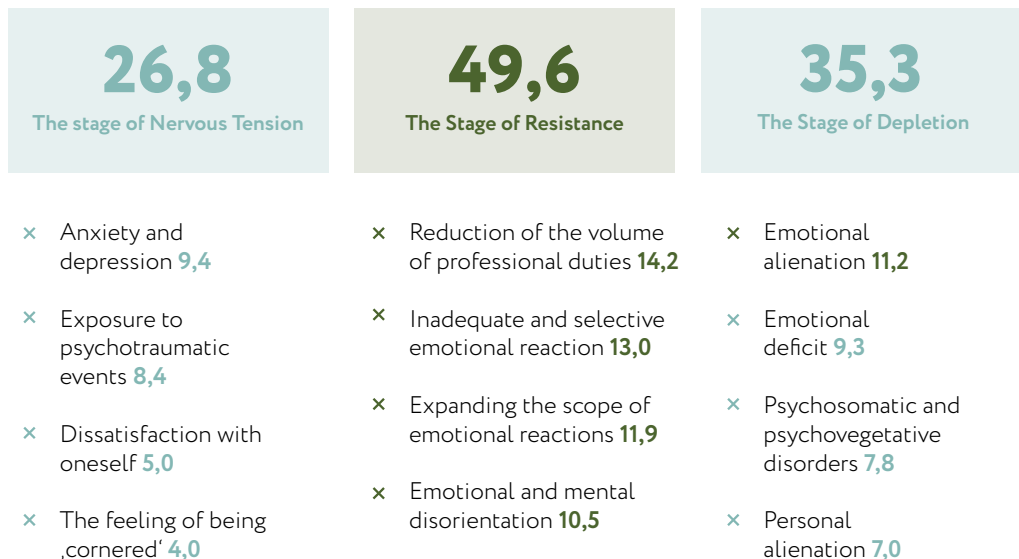 26,8
The stage of Nervous Tension
× Anxiety and
depression 9,4
× Exposure to
psychotraumatic
events 8,4
× Dissatisfaction with
oneself 5,0
× The feeling of being
‚cornered‘ 4,0
49,6
The Stage of Resistance
× Reduction of the volume
of professional duties 14,2
× Inadequate and selective
emotional reaction 13,0
× Expanding the scope of
emotional reactions 11,9
× Emotional and mental
disorientation 10,5
35,3
The Stage of Depletion
× Emotional
alienation 11,2
× Emotional
deficit 9,3
× Psychosomatic and
psychovegetative
disorders 7,8
× Personal
alienation 7,0